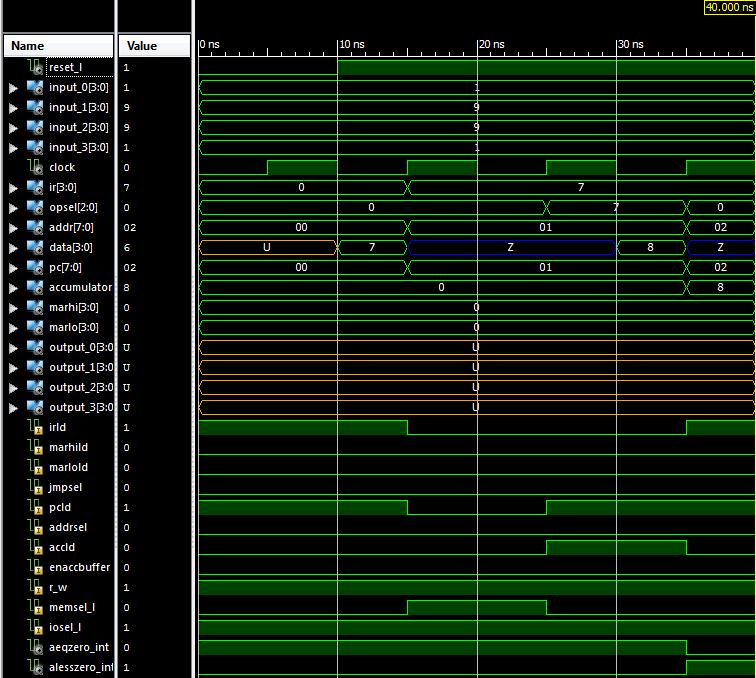 40.000 ns
Name Value 0 ns 10 ns 20 ns 30 ns
reset_l 1
input_0[3:0] 1 1
input_1[3:0] 9 9
input_2[3:0] 9 9
input_3[3:0] 1 1
clock 0
ir[3:0] 7 0 7
opsel[2:0] 0 0 7 0
addr[7:0] 02 00 01 02
data[3:0] 6 U 7 Z 8 Z
pc[7:0] 02 00 01 02
accumulator 8 0 8
marhi[3:0] 0 0
marlo[3:0] 0 0
output_0[3:0 U U
output_1[3:0 U U
output_2[3:0 U U
output_3[3:0 U U
irld 1
marhild 0
marlold 0
jmpsel 0
pcld 1
addrsel 0
accld 0
enaccbuffer 0
r_w 1
memsel_l 0
iosel_l 1
aeqzero_int 0
alesszero_int 1